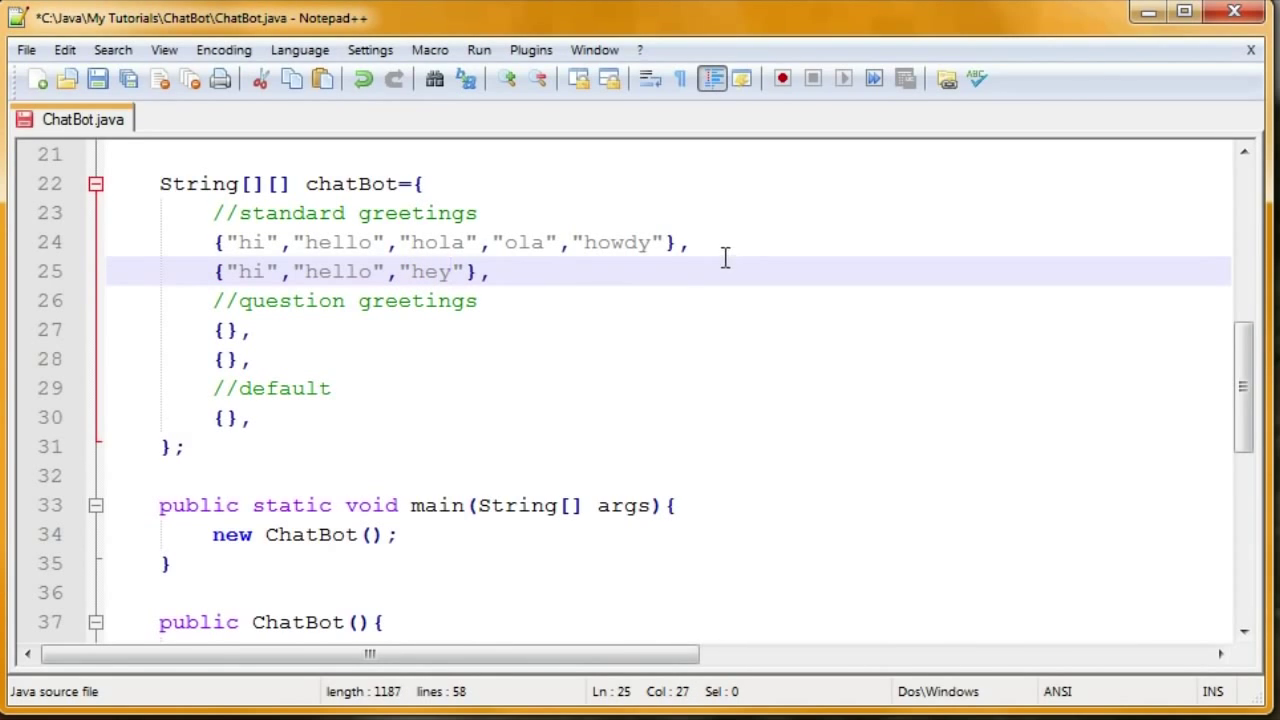 *C:\Java\My Tutorials\ChatBot\ChatBot.java - Notepad++
File Edit Search View Encoding Language Settings Macro Run Plugins Window ? X
ABC
ChatBot.java
21
22 String[][] chatBot={
23 //standard greetings
24 {"hi","hello","hola","ola","howdy"},
25 {"hi","hello","hey"},
26 //question greetings
27 {},
28 {},
29 //default
30 {},
31 };
32
33 public static void main(String[] args){
34 new ChatBot();
35 }
36
37 public ChatBot(){
Java source file length : 1187 lines : 58 Ln : 25 Col : 27 Sel : 0 Dos\Windows ANSI INS